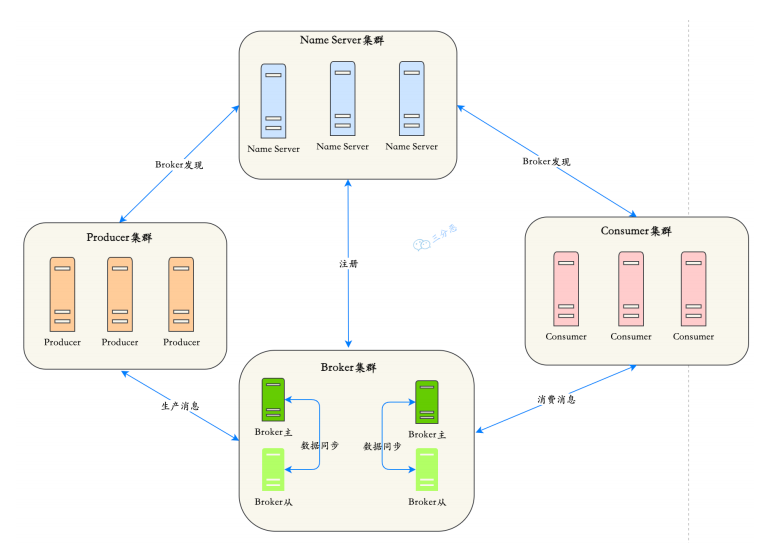 Name Server集群
Name Server
Name Server
Name Server
Broker发现
Broker发现
Producer集群
Producer
Producer
Producer
三分恶
注册
Consumer集群
Consumer
Consumer
Consumer
生产消息
消费消息
Broker集群
Broker主
Broker主
数据同步
数据同步
Broker从
Broker从